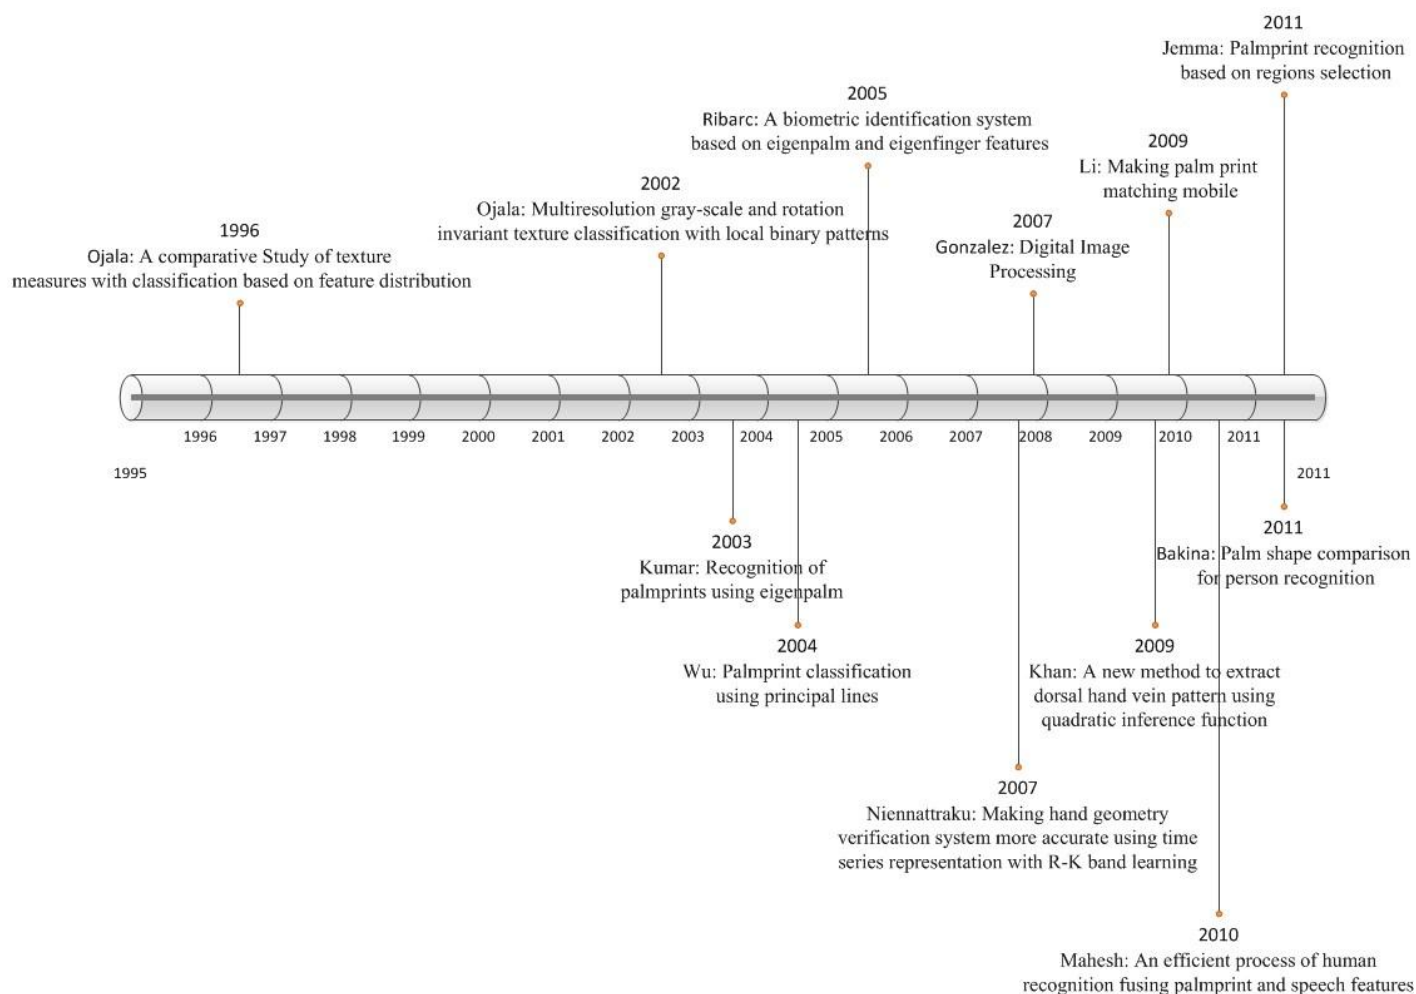 2011
Jemma: Palmprint recognition
based on regions selection
2005
Ribarc: A biometric identification system
based on eigenpalm and eigenfinger features
2009
Li: Making palm print
matching mobile
2002
Ojala: Multiresolution gray-scale and rotation
invariant texture classification with local binary patterns
2007
Gonzalez: Digital Image
Processing
1996
Ojala: A comparative Study of texture
measures with classification based on feature distribution
1996 1997 1998 1999 2000 2001 2002 2003 2004 2005 2006 2007 2008 2009 2010 2011
1995 2011
2011
Bakina: Palm shape comparison
for person recognition
2003
Kumar: Recognition of
palmprints using eigenpalm
2004
Wu: Palmprint classification
using principal lines
2009
Khan: A new method to extract
dorsal hand vein pattern using
quadratic inference function
2007
Niennattraku: Making hand geometry
verification system more accurate using time
series representation with R-K band learning
2010
Mahesh: An efficient process of human
recognition fusing palmprint and speech features